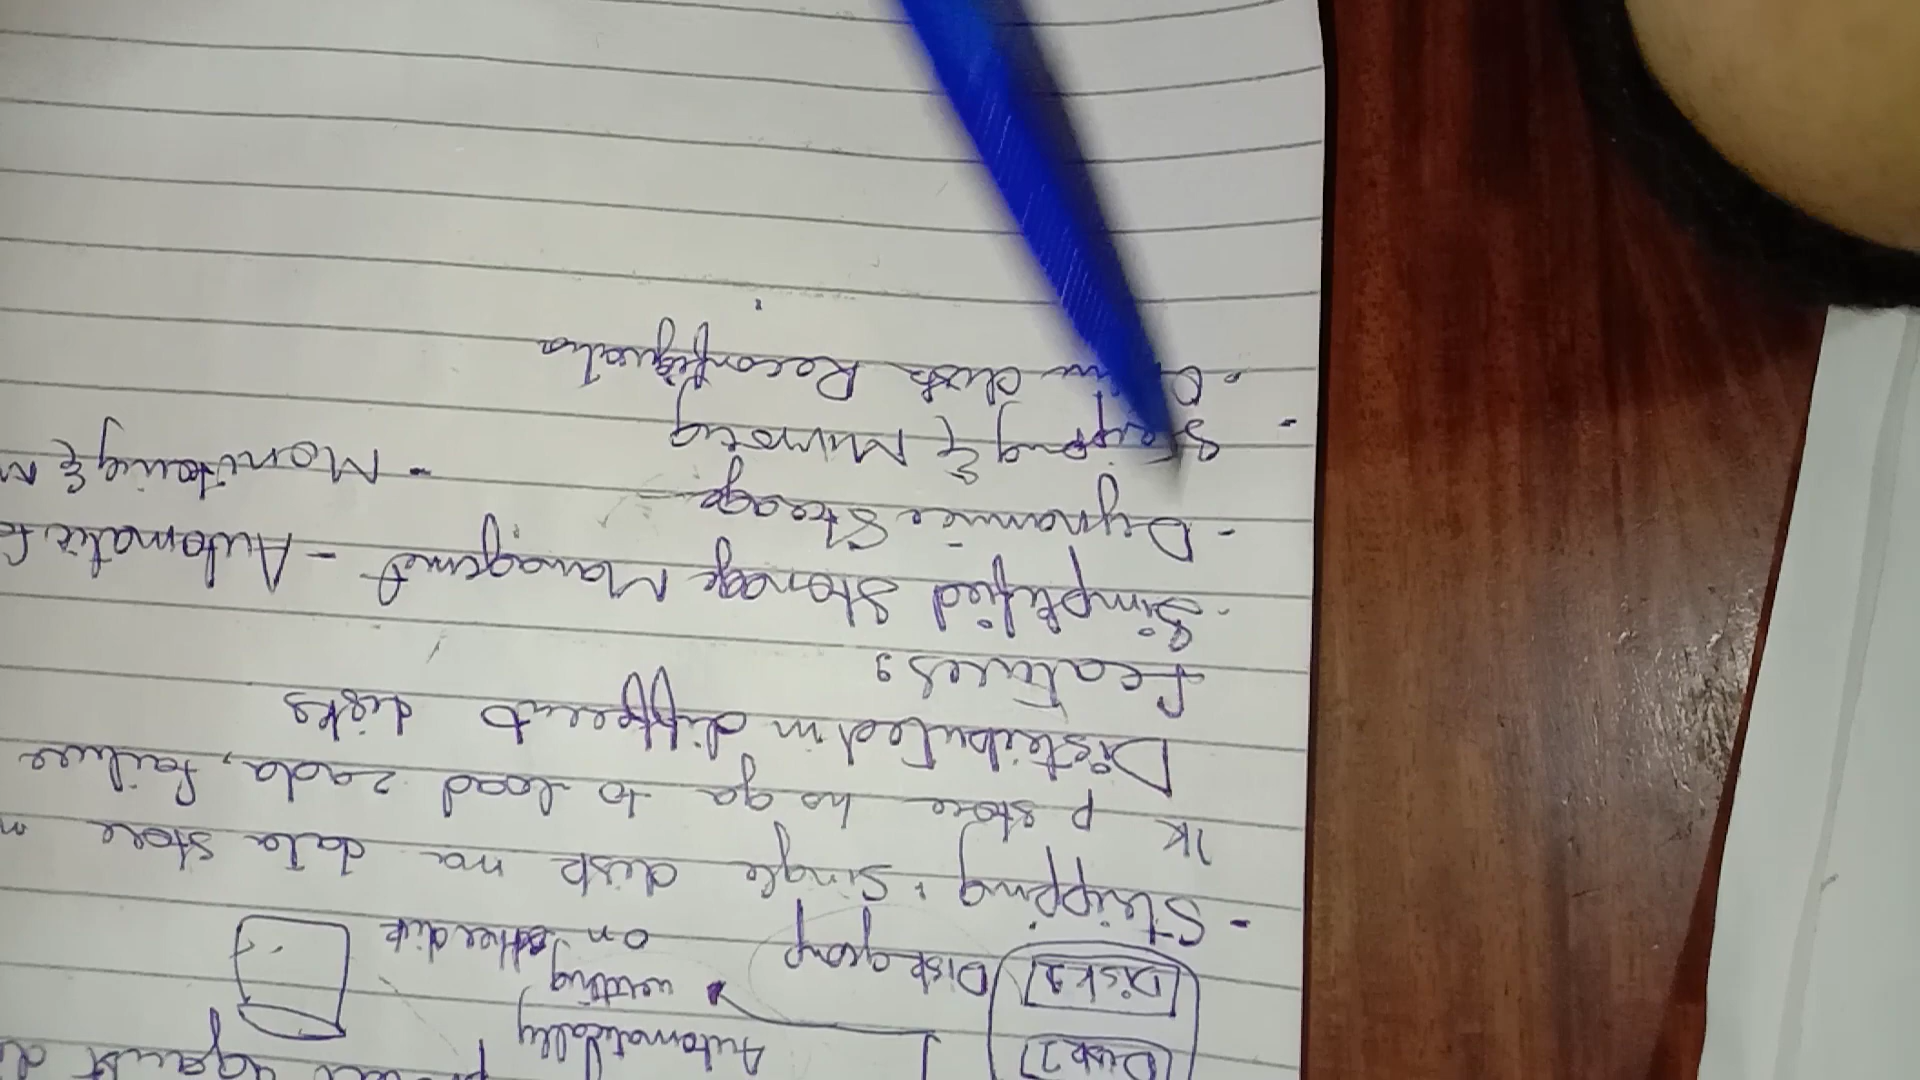 against
Disk 1 Automatically
Disk 2 Disk group writing on other disk
- Stripping : Single disk ma data store
1K P store ho ga to load zada, failure
Distributed in different disks
features
- Simplified Storage Management - Automatic
- Dynamic Storage - Monitoring &
- Stripping & Mirroring
- disk Reconfiguration